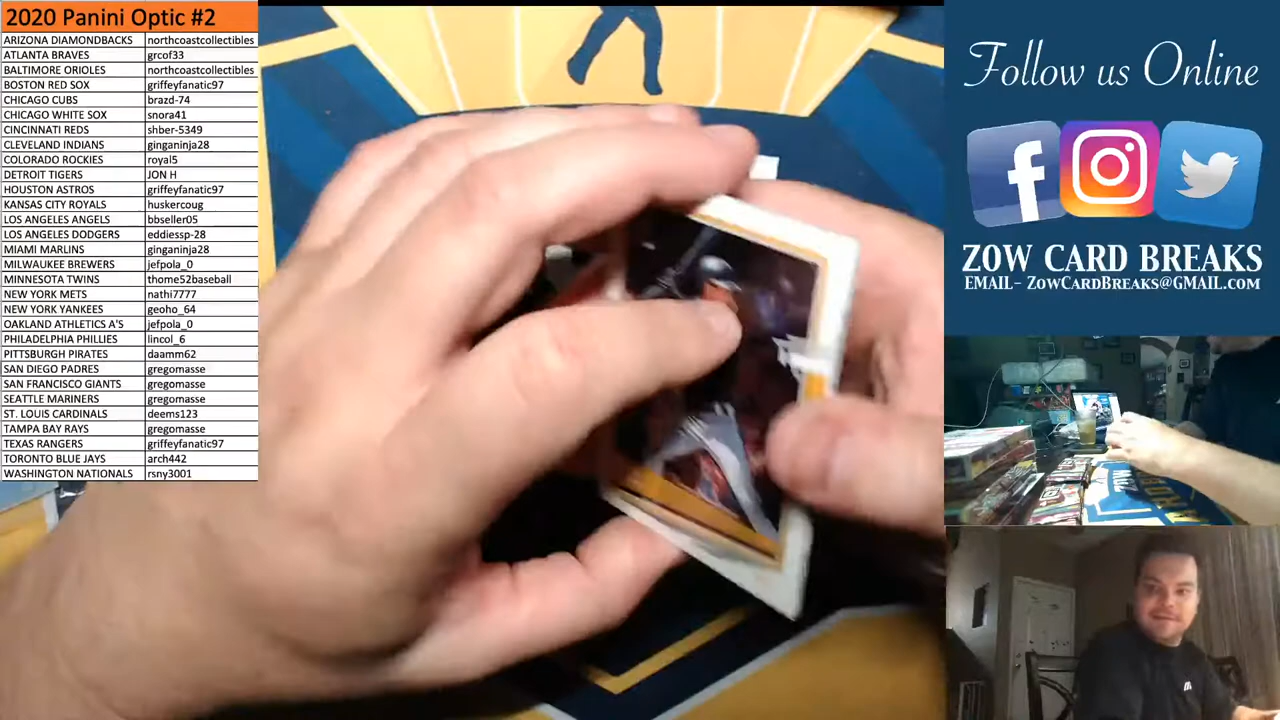 2020 Panini Optic #2
ARIZONA DIAMONDBACKS northcoastcollectibles
ATLANTA BRAVES grcof33
BALTIMORE ORIOLES northcoastcollectibles
BOSTON RED SOX griffeyfanatic97
CHICAGO CUBS brazd-74
CHICAGO WHITE SOX snora41
CINCINNATI REDS shber-5349
CLEVELAND INDIANS ginganinja28
COLORADO ROCKIES royal5
DETROIT TIGERS JON H
HOUSTON ASTROS griffeyfanatic97
KANSAS CITY ROYALS huskercoug
LOS ANGELES ANGELS bbseller05
LOS ANGELES DODGERS eddiessp-28
MIAMI MARLINS ginganinja28
MILWAUKEE BREWERS jefpola_0
MINNESOTA TWINS thome52baseball
NEW YORK METS nathi7777
NEW YORK YANKEES geoho_64
OAKLAND ATHLETICS A'S jefpola_0
PHILADELPHIA PHILLIES lincol_6
PITTSBURGH PIRATES daamm62
SAN DIEGO PADRES gregomasse
SAN FRANCISCO GIANTS gregomasse
SEATTLE MARINERS gregomasse
ST. LOUIS CARDINALS deems123
TAMPA BAY RAYS gregomasse
TEXAS RANGERS griffeyfanatic97
TORONTO BLUE JAYS arch442
WASHINGTON NATIONALS rsny3001
Follow us Online
ZOW CARD BREAKS
EMAIL- ZOWCARDBREAKS@GMAIL.COM